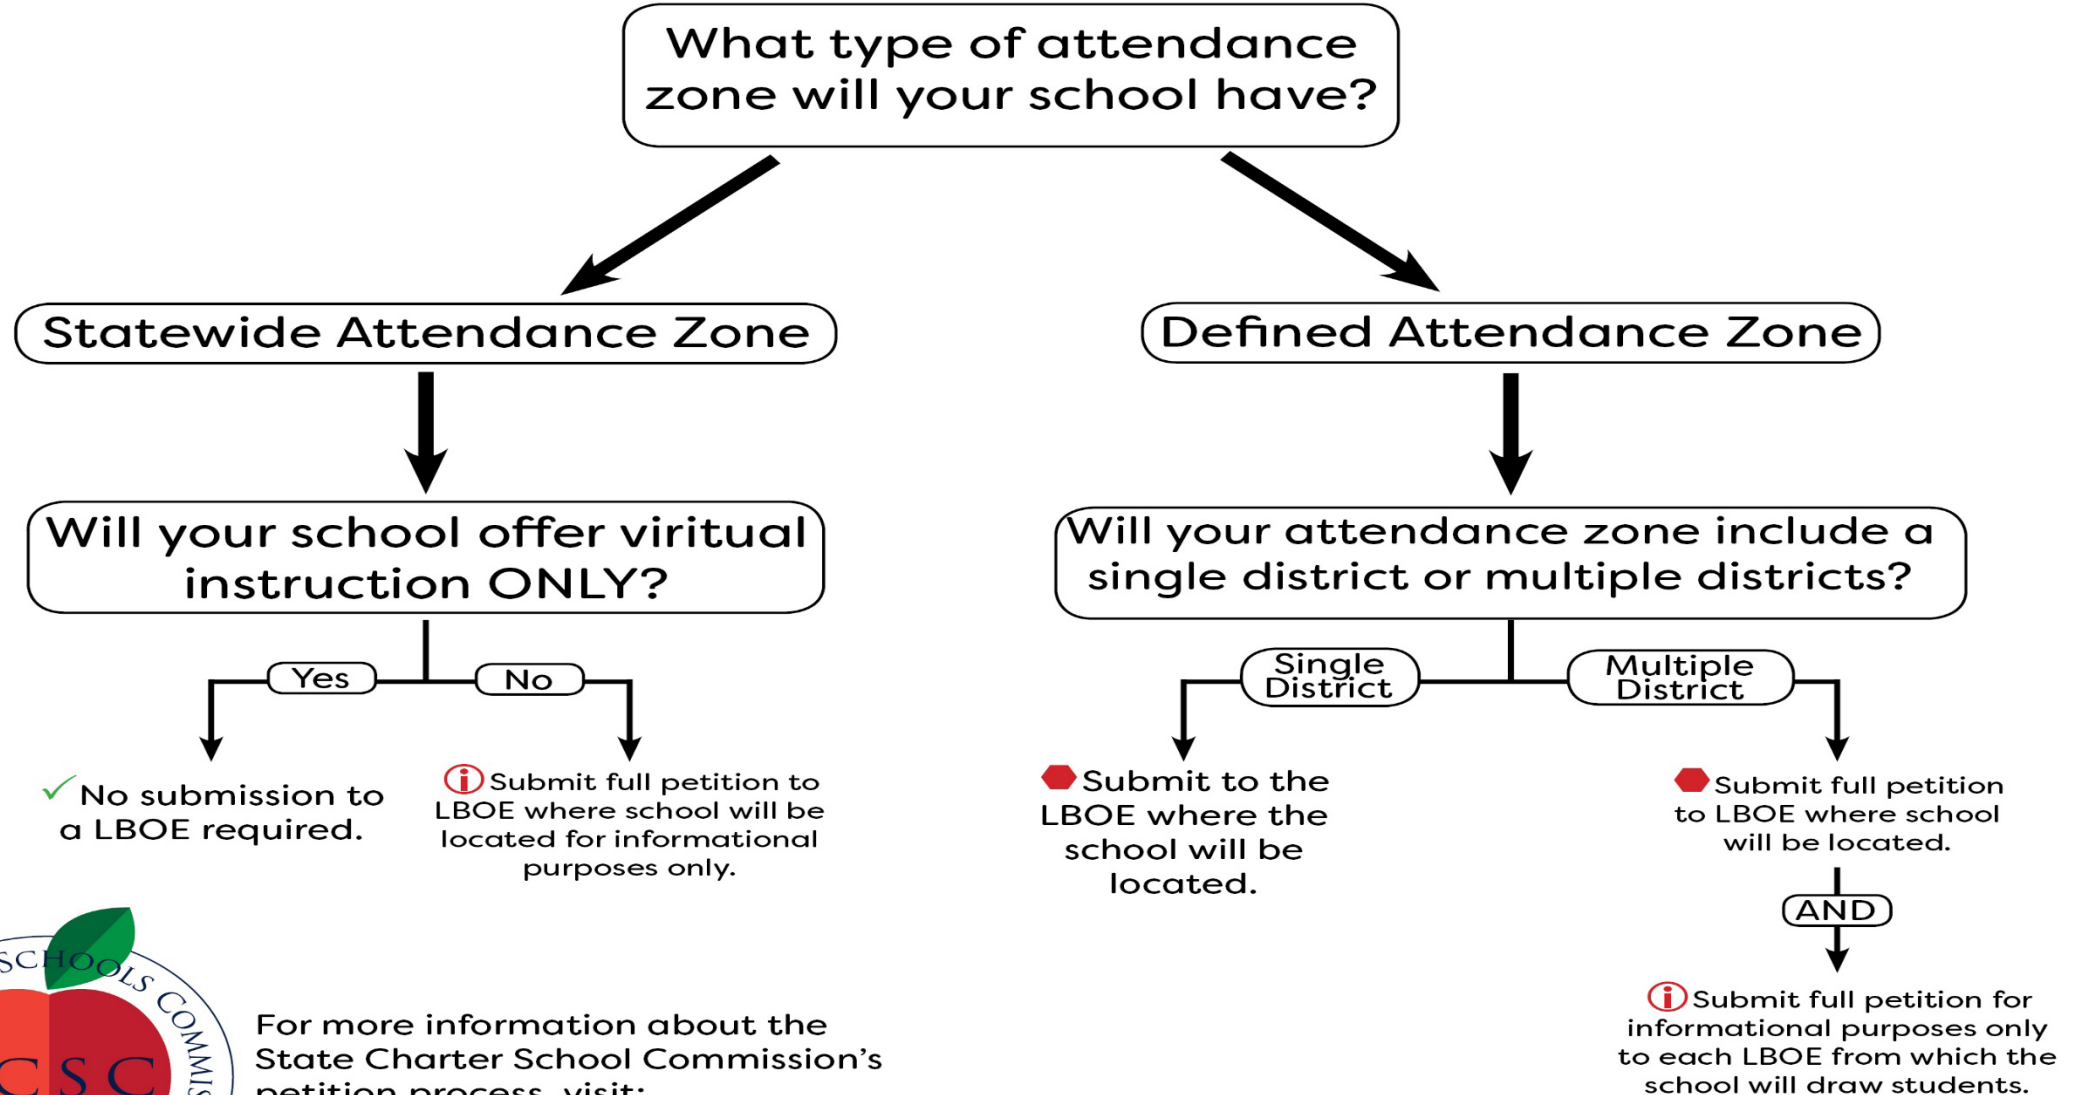 What type of attendance
zone will your school have?
Statewide Attendance Zone
Defined Attendance Zone
Will your school offer viritual
instruction ONLY?
Will your attendance zone include a
single district or multiple districts?
Yes
No
Single
District
Multiple
District
No submission to
a LBOE required.
Submit full petition to
LBOE where school will be
located for informational
purposes only.
Submit to the
LBOE where the
school will be
located.
Submit full petition
to LBOE where school
will be located.
AND
Submit full petition for
informational purposes only
to each LBOE from which the
school will draw students.
SCHOOLS COMMIS
CSC
For more information about the
State Charter School Commission's
petition process, visit: